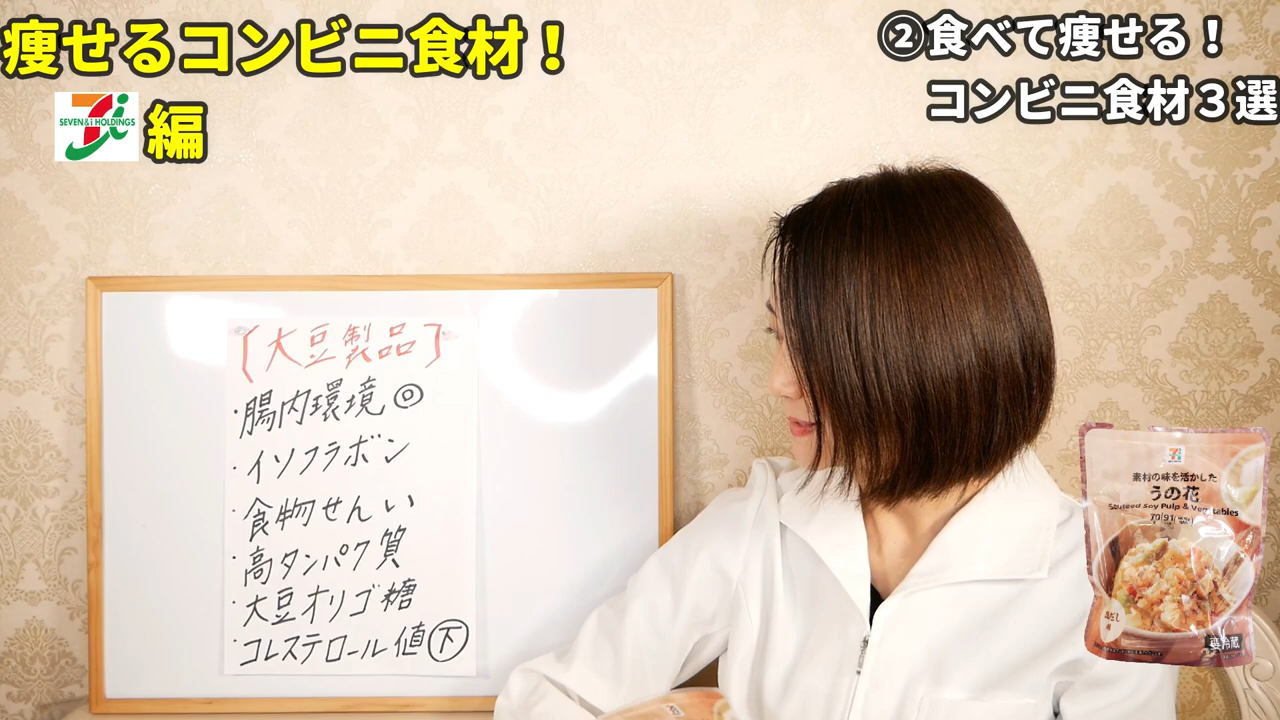 痩せるコンビニ食材！
SEVEN&i HOLDINGS
編
②食べて痩せる！
コンビニ食材３選
〔大豆製品〕
・腸内環境◎
・イソフラボン
・食物せんい
・高タンパク質
・大豆オリゴ糖
・コレステロール値㊦
素材の味を活かした
うの花
Sauteed Soy Pulp & Vegetables
要冷蔵